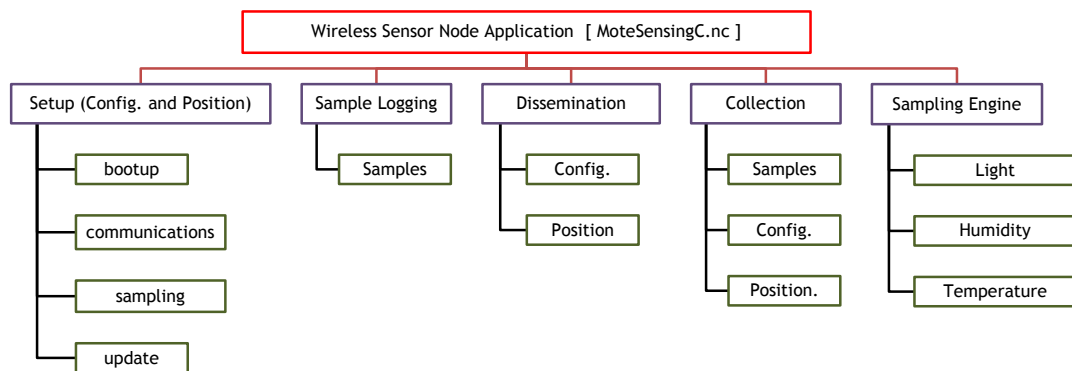 Wireless Sensor Node Application [ MoteSensingC.nc ]
Setup (Config. and Position)
bootup
communications
sampling
update
Sample Logging
Samples
Dissemination
Config.
Position
Collection
Samples
Config.
Position.
Sampling Engine
Light
Humidity
Temperature